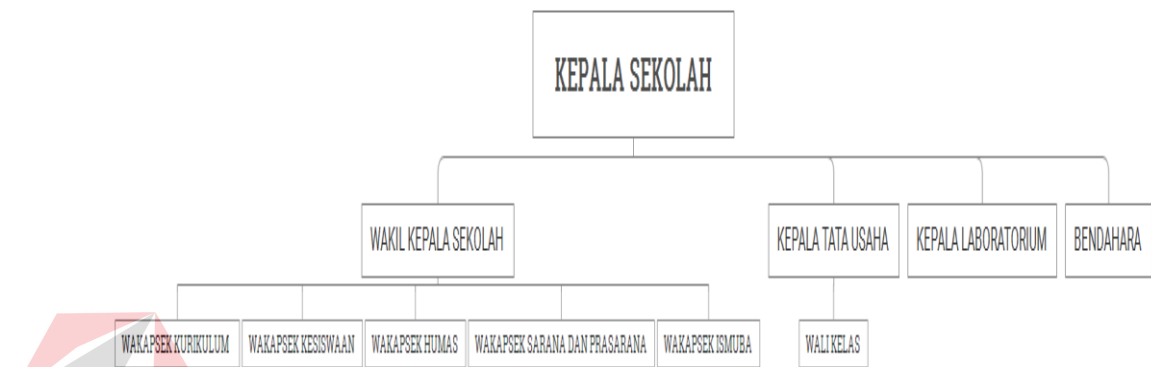 KEPALA SEKOLAH
WAKIL KEPALA SEKOLAH
KEPALA TATA USAHA
KEPALA LABORATORIUM
BENDAHARA
WAKAPSEK KURIKULUM
WAKAPSEK KESISWAAN
WAKAPSEK HUMAS
WAKAPSEK SARANA DAN PRASARANA
WAKAPSEK ISMUBA
WALI KELAS